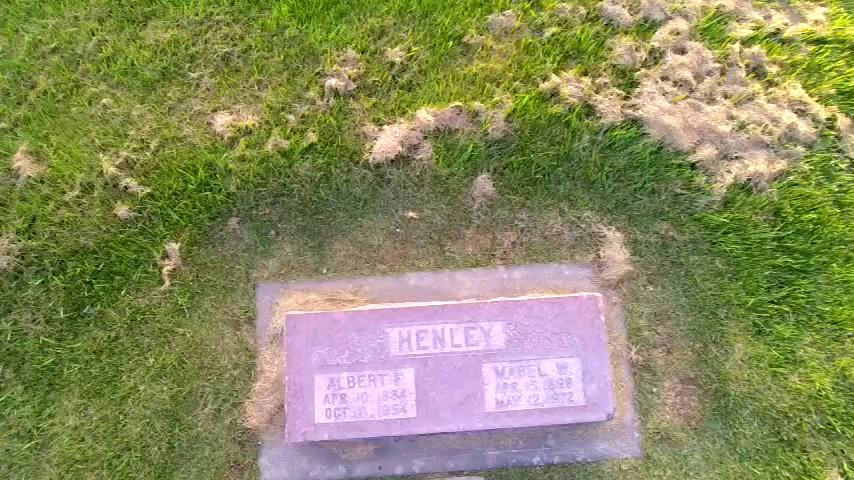 HENLEY
ALBERT F.
APR. 10, 1884
OCT. 11, 1954
MABEL W.
APR. 15, 1898
MAY 12, 1972